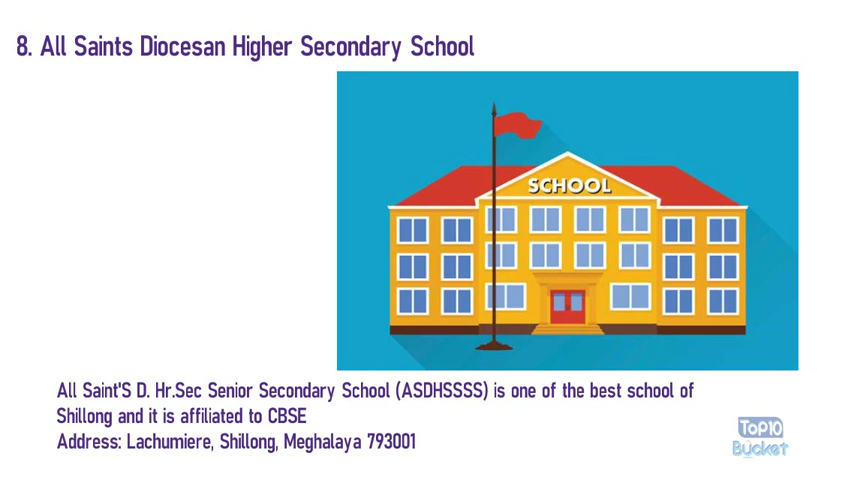 8. All Saints Diocesan Higher Secondary School
SCHOOL
All Saint'S D. Hr.Sec Senior Secondary School (ASDHSSSS) is one of the best school of
Shillong and it is affiliated to CBSE
Address: Lachumiere, Shillong, Meghalaya 793001
Top10
Bucket